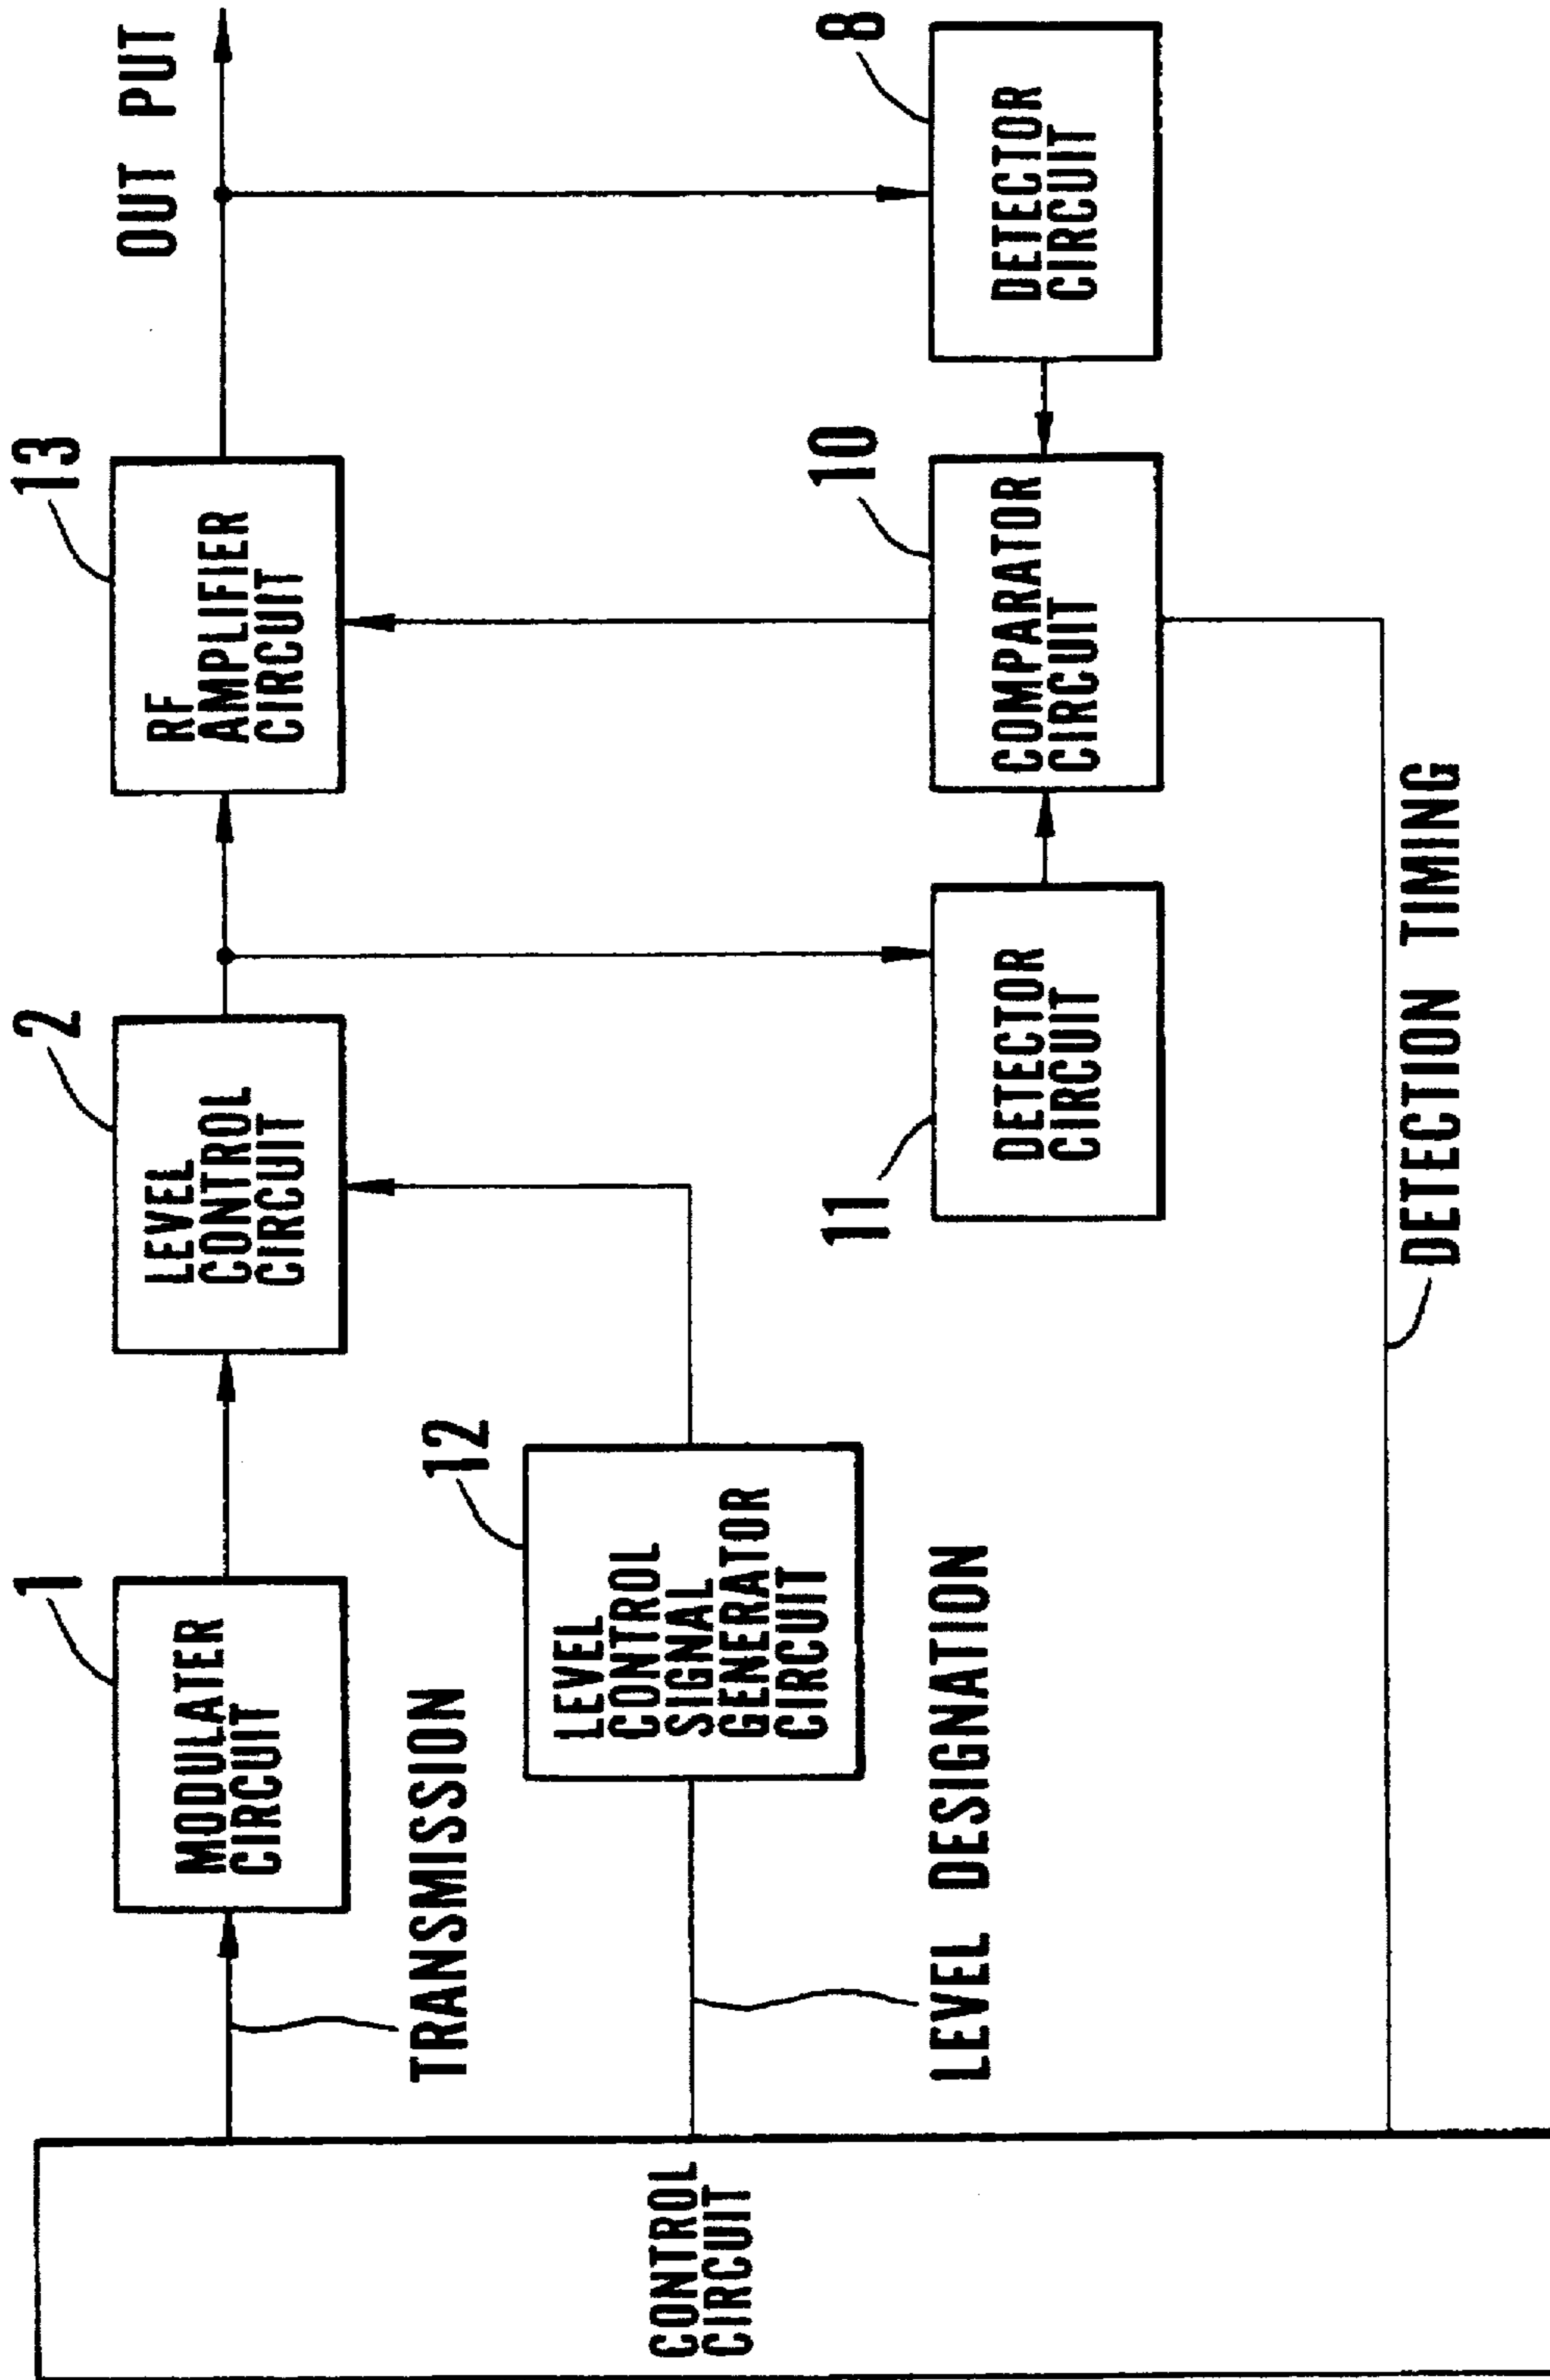 OUT PUT
1
2
13
MODULATER
CIRCUIT
LEVEL
CONTROL
CIRCUIT
RF
AMPLIFIER
CIRCUIT
TRANSMISSION
12
LEVEL
CONTROL
SIGNAL
GENERATOR
CIRCUIT
CONTROL
CIRCUIT
LEVEL DESIGNATION
11
DETECTOR
CIRCUIT
10
COMPARATOR
CIRCUIT
8
DETECTOR
CIRCUIT
DETECTION TIMING